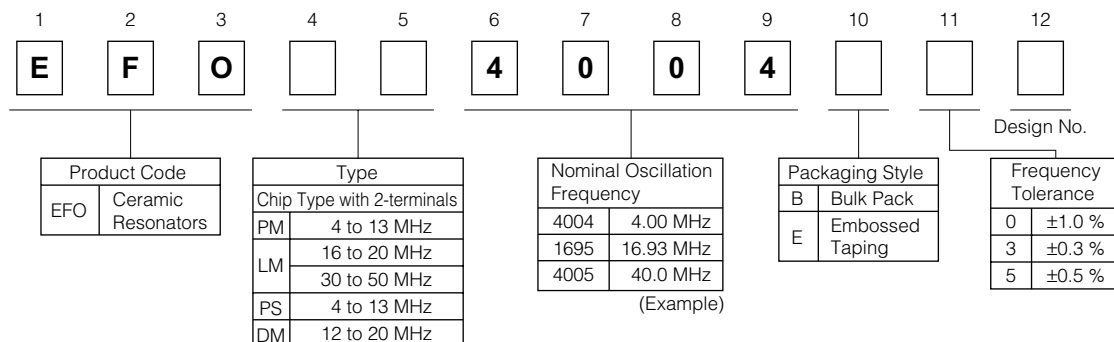 1 2 3 4 5 6 7 8 9 10 11 12
E F O 4 0 0 4
Design No.
Product Code
EFO Ceramic
Resonators
Type
Chip Type with 2-terminals
PM 4 to 13 MHz
LM 16 to 20 MHz
30 to 50 MHz
PS 4 to 13 MHz
DM 12 to 20 MHz
Nominal Oscillation
Frequency
4004 4.00 MHz
1695 16.93 MHz
4005 40.0 MHz
(Example)
Packaging Style
B Bulk Pack
E Embossed
Taping
Frequency
Tolerance
0 ±1.0 %
3 ±0.3 %
5 ±0.5 %